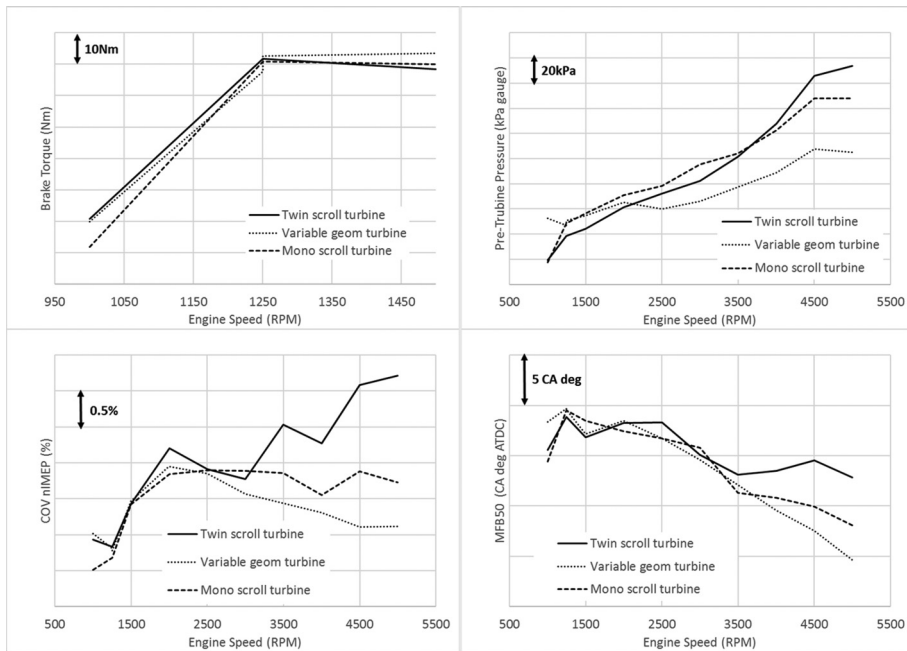 10Nm
Brake Torque (Nm)
Twin scroll turbine
Variable geom turbine
Mono scroll turbine
950 1050 1150 1250 1350 1450
Engine Speed (RPM)
20kPa
Pre-Trubine Pressure (kPa gauge)
Twin scroll turbine
Variable geom turbine
Mono scroll turbine
500 1500 2500 3500 4500 5500
Engine Speed (RPM)
0.5%
COV nIMEP (%)
Twin scroll turbine
Variable geom turbine
Mono scroll turbine
500 1500 2500 3500 4500 5500
Engine Speed (RPM)
5 CA deg
MFB50 (CA deg ATDC)
Twin scroll turbine
Variable geom turbine
Mono scroll turbine
500 1500 2500 3500 4500 5500
Engine Speed (RPM)